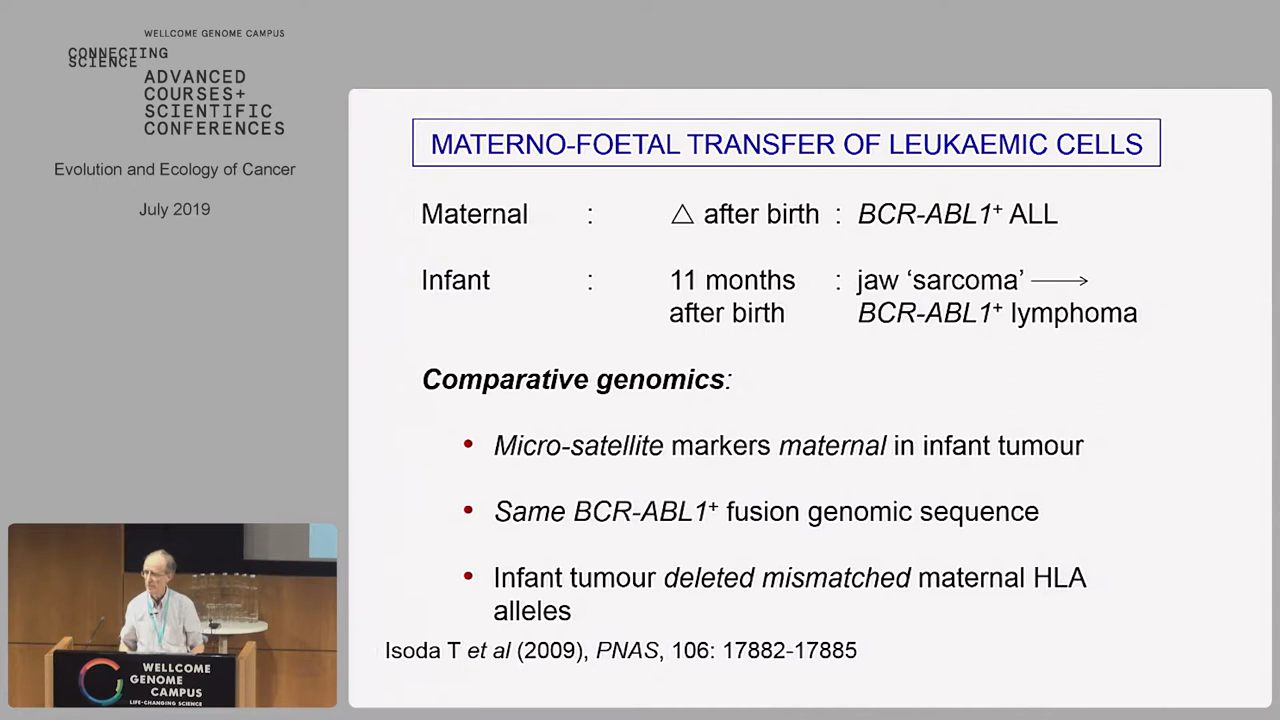 WELLCOME GENOME CAMPUS
CONNECTING
SCIENCE
ADVANCED
COURSES+
SCIENTIFIC
CONFERENCES
Evolution and Ecology of Cancer
July 2019
MATERNO-FOETAL TRANSFER OF LEUKAEMIC CELLS
Maternal : △ after birth : BCR-ABL1⁺ ALL
Infant : 11 months : jaw ‘sarcoma’ ⟶
after birth BCR-ABL1⁺ lymphoma
Comparative genomics:
• Micro-satellite markers maternal in infant tumour
• Same BCR-ABL1⁺ fusion genomic sequence
• Infant tumour deleted mismatched maternal HLA
alleles
Isoda T et al (2009), PNAS, 106: 17882-17885
WELLCOME
GENOME
CAMPUS
LIFE-CHANGING SCIENCE